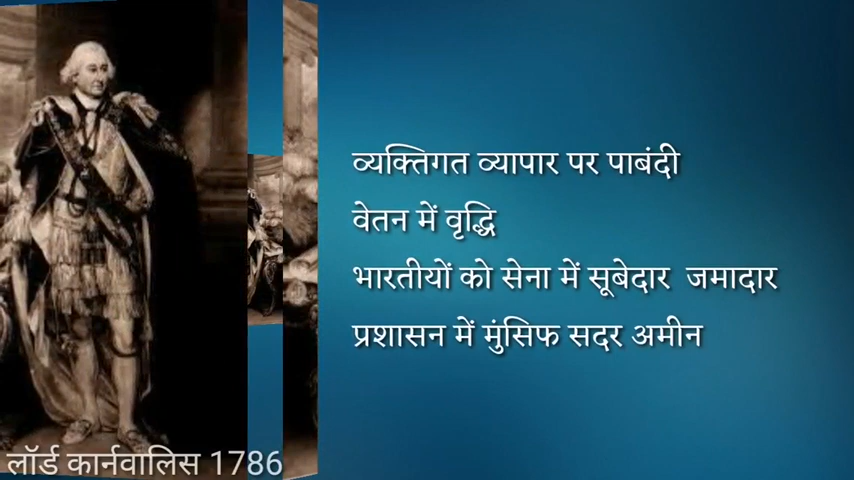 व्यक्तिगत व्यापार पर पाबंदी
वेतन में वृद्धि
भारतीयों को सेना में सूबेदार जमादार
प्रशासन में मुंसिफ सदर अमीन
लॉर्ड कार्नवालिस 1786